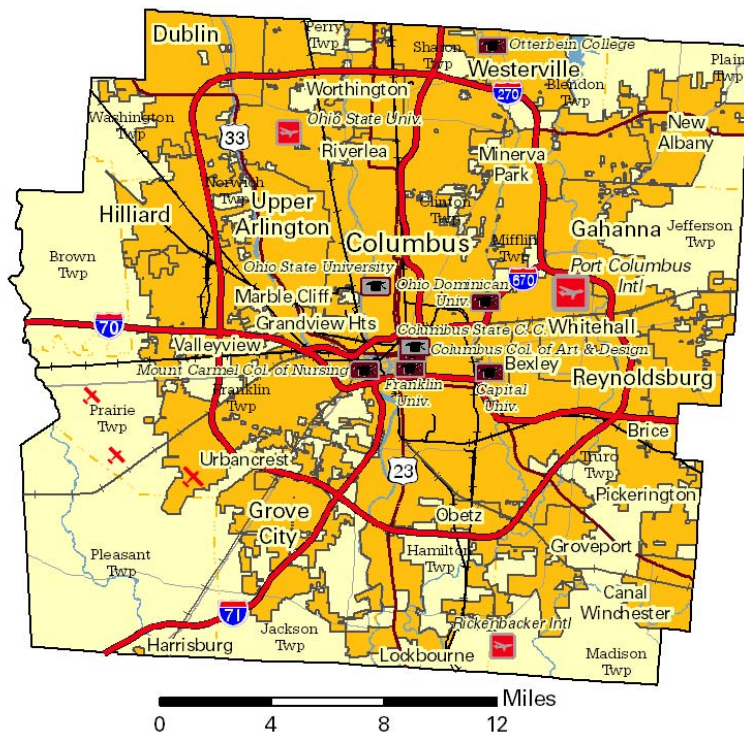 Dublin
Perry
Twp
Sharon
Twp
Otterbein College
Westerville
Plain
Twp
Worthington
270
Blendon
Twp
Washington
Twp
Ohio State Univ.
33
Riverlea
Minerva
Park
New
Albany
Norwich
Twp
Upper
Arlington
Clinton
Twp
Hilliard
Columbus
Mifflin
Twp
Gahanna
Jefferson
Twp
Brown
Twp
Ohio State University
Ohio Dominican
Univ.
670
Port Columbus
Intl
Marble Cliff
Grandview Hts
70
Columbus State C. C.
Whitehall
Valleyview
Columbus Col. of Art & Design
Mount Carmel Col. of Nursing
Bexley
Franklin
Twp
Franklin
Univ.
Capital
Univ.
Reynoldsburg
Prairie
Twp
Brice
Urbancrest
23
Truro
Twp
Pickerington
Grove
City
Obetz
Pleasant
Twp
Hamilton
Twp
Groveport
Canal
Winchester
71
Harrisburg
Jackson
Twp
Rickenbacker Intl
Lockbourne
Madison
Twp
Miles
0 4 8 12